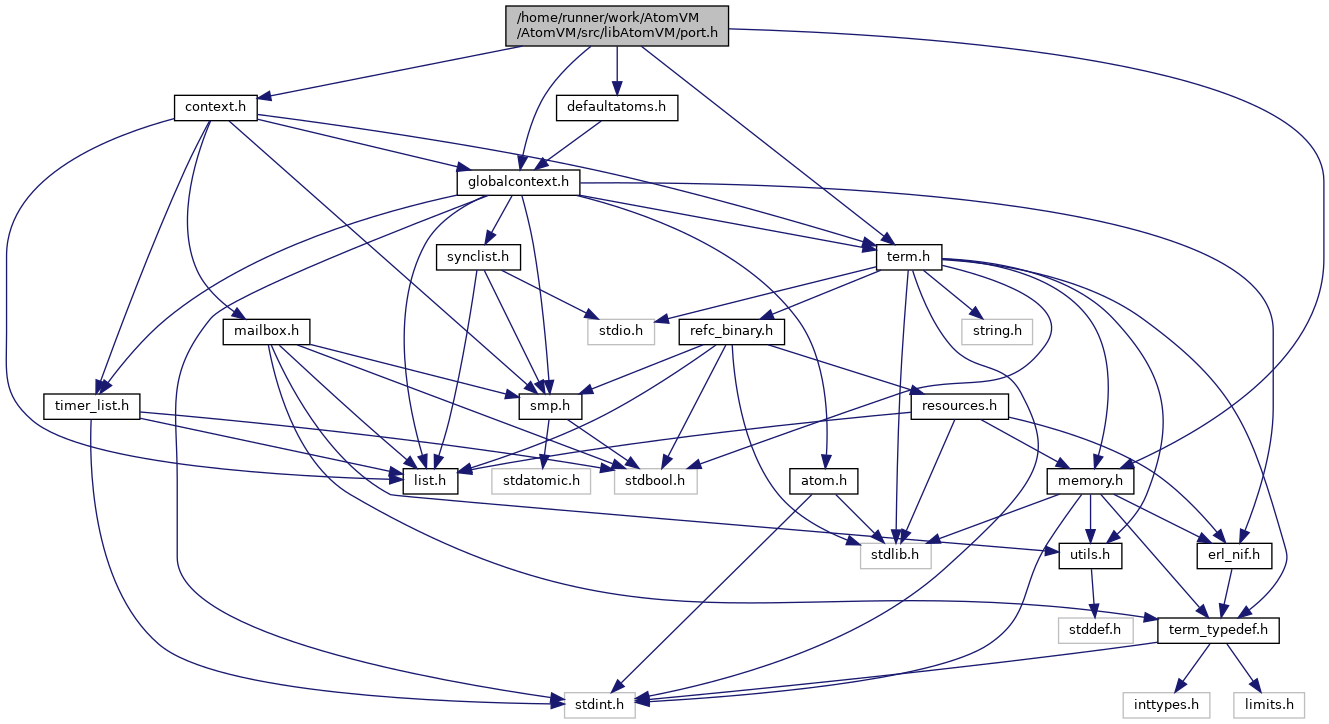 /home/runner/work/AtomVM
/AtomVM/src/libAtomVM/port.h
context.h
defaultatoms.h
globalcontext.h
synclist.h
term.h
mailbox.h
stdio.h
refc_binary.h
string.h
timer_list.h
smp.h
resources.h
list.h
stdatomic.h
stdbool.h
atom.h
memory.h
stdlib.h
utils.h
erl_nif.h
stddef.h
term_typedef.h
stdint.h
inttypes.h
limits.h